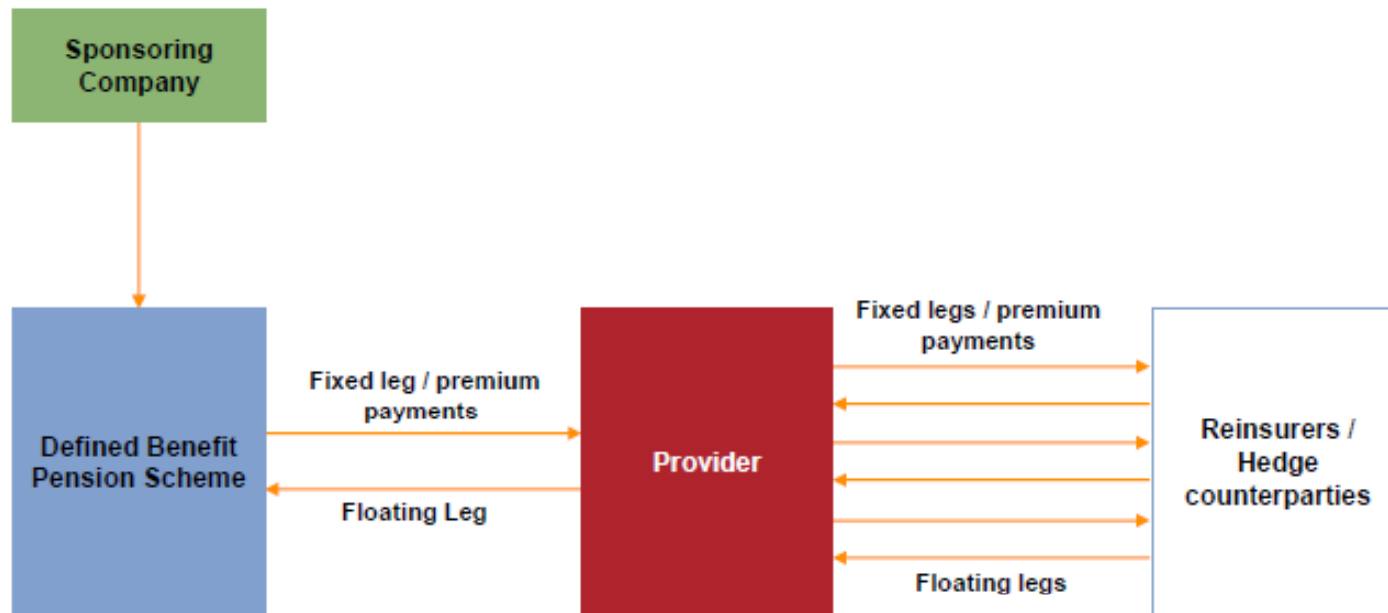 Sponsoring
Company
Fixed legs / premium
payments
Fixed leg / premium
payments
Defined Benefit
Pension Scheme
Provider
Reinsurers /
Hedge
counterparties
Floating Leg
Floating legs